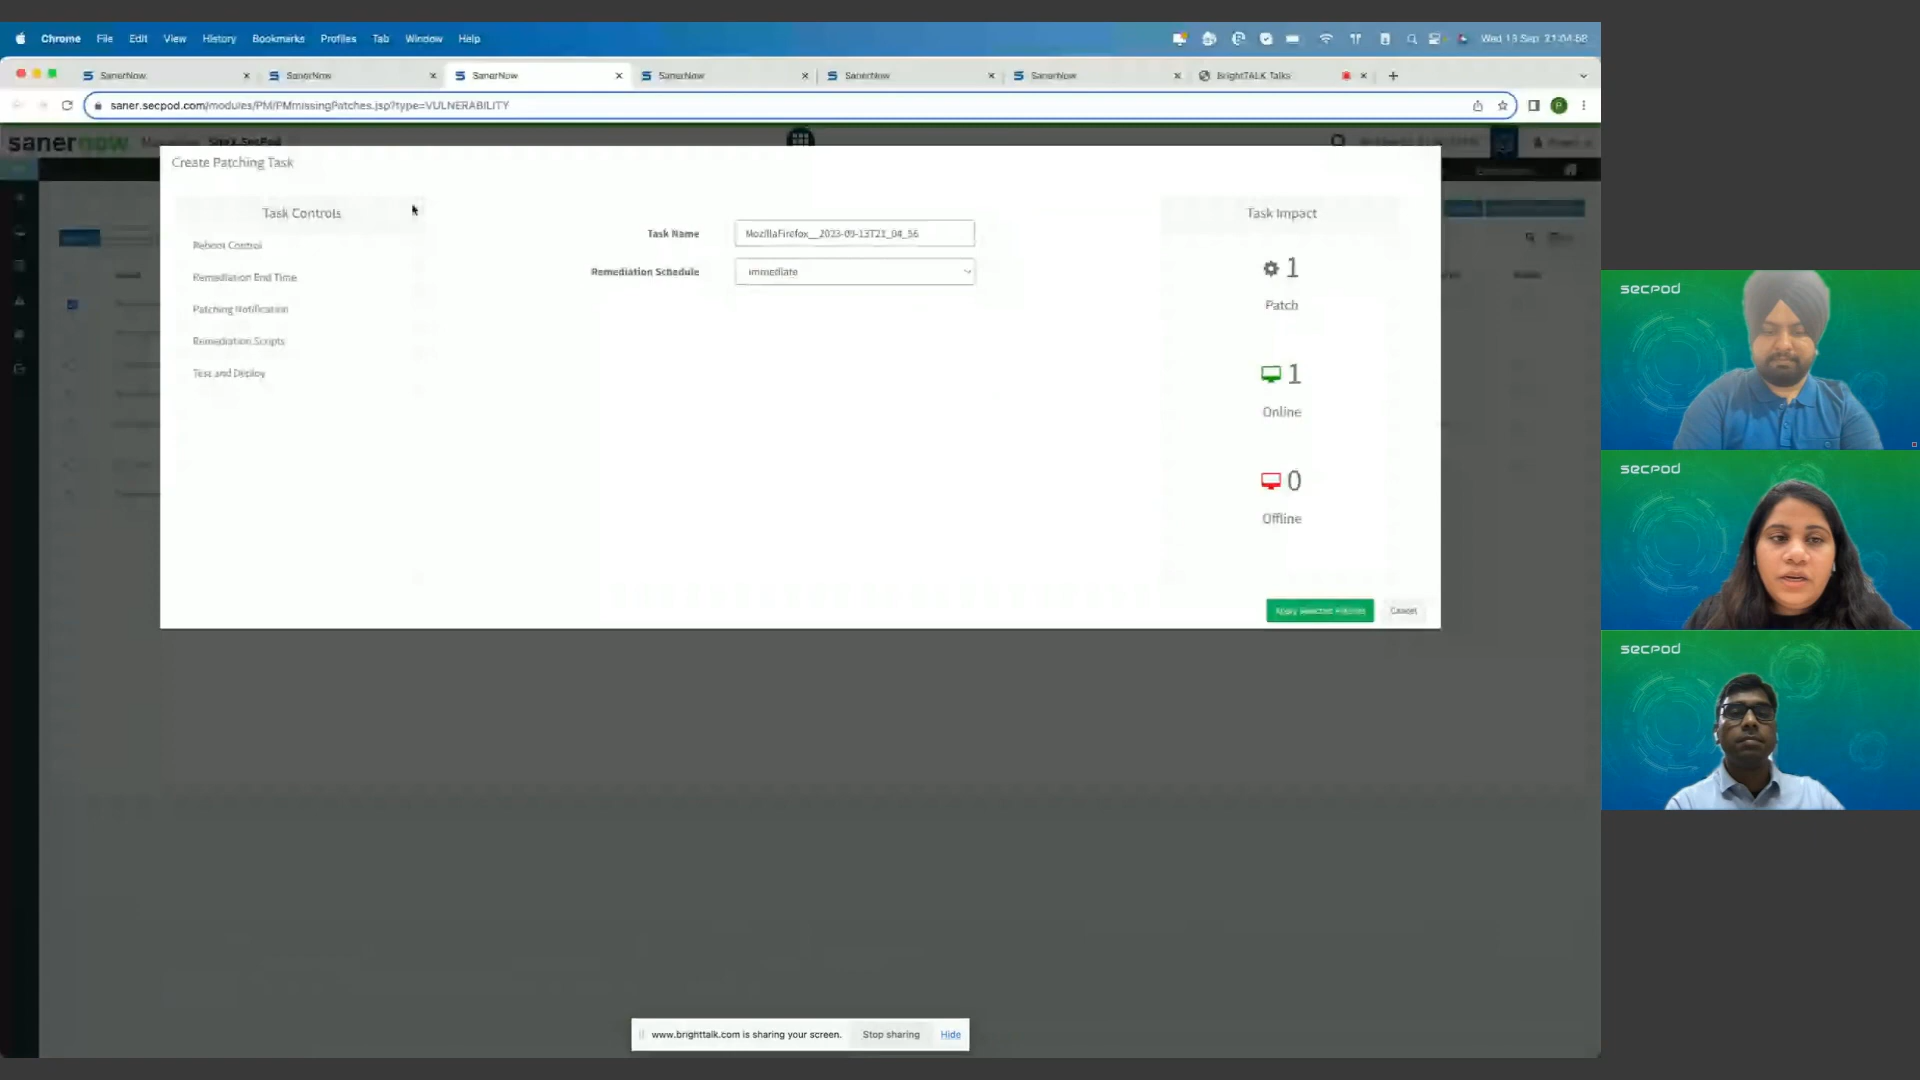 Chrome File Edit View History Bookmarks Profiles Tab Window Help Wed 13 Sep 21:04:58
SanerNow SanerNow SanerNow SanerNow SanerNow SanerNow BrightTALK Talks
saner.secpod.com/modules/PM/PMmissingPatches.jsp?type=VULNERABILITY
sanernow
Create Patching Task
Task Controls
Reboot Control
Remediation End Time
Patching Notification
Remediation Scripts
Test and Deploy
Task Name MozillaFirefox__2023-09-13T21_04_56
Remediation Schedule immediate
Task Impact
1
Patch
1
Online
0
Offline
Apply Selected Patches Cancel
secpod
secpod
secpod
www.brighttalk.com is sharing your screen. Stop sharing Hide